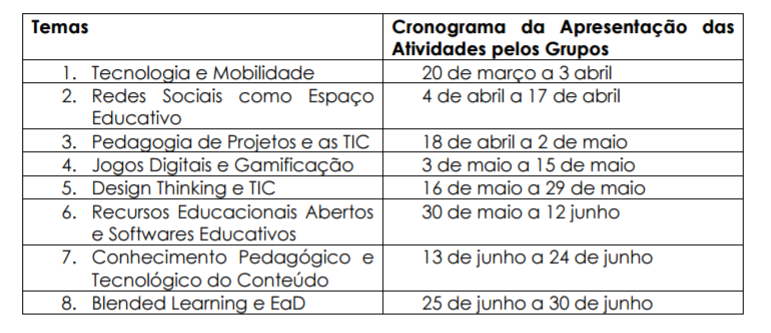 Temas
Cronograma da Apresentação das
Atividades pelos Grupos
1. Tecnologia e Mobilidade
20 de março a 3 abril
2. Redes Sociais como Espaço
Educativo
4 de abril a 17 de abril
3. Pedagogia de Projetos e as TIC
18 de abril a 2 de maio
4. Jogos Digitais e Gamificação
3 de maio a 15 de maio
5. Design Thinking e TIC
16 de maio a 29 de maio
6. Recursos Educacionais Abertos
e Softwares Educativos
30 de maio a 12 junho
7. Conhecimento Pedagógico e
Tecnológico do Conteúdo
13 de junho a 24 de junho
8. Blended Learning e EaD
25 de junho a 30 de junho